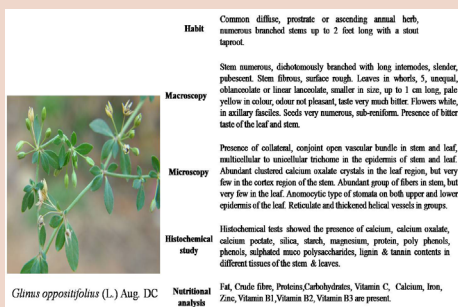 Habit
Common diffuse, prostrate or ascending annual herb,
numerous branched stems up to 2 feet long with a stout
taproot.
Macroscopy
Stem numerous, dichotomously branched with long internodes, slender,
pubescent. Stem fibrous, surface rough. Leaves in whorls, 5, unequal,
oblanceolate or linear lanceolate, smaller in size, up to 1 cm long, pale
yellow in colour, odour not pleasant, taste very much bitter. Flowers white,
in axillary fasciles. Seeds very numerous, sub-reniform. Presence of bitter
taste of the leaf and stem.
Microscopy
Presence of collateral, conjoint open vascular bundle in stem and leaf,
multicellular to unicellular trichome in the epidermis of stem and leaf.
Abundant clustered calcium oxalate crystals in the leaf region, but very
few in the cortex region of the stem. Abundant group of fibers in stem, but
very few in the leaf. Anomocytic type of stomata on both upper and lower
epidermis of the leaf. Reticulate and thickened helical vessels in groups.
Histochemical
study
Histochemical tests showed the presence of calcium, calcium oxalate,
calcium pectate, silica, starch, magnesium, protein, poly phenols,
phenols, sulphated muco polysaccharides, lignin & tannin contents in
different tissues of the stem & leaves.
Glinus oppositifolius (L.) Aug. DC
Nutritional
analysis
Fat, Crude fibre, Proteins,Carbohydrates, Vitamin C, Calcium, Iron,
Zinc, Vitamin B1,Vitamin B2, Vitamin B3 are present.